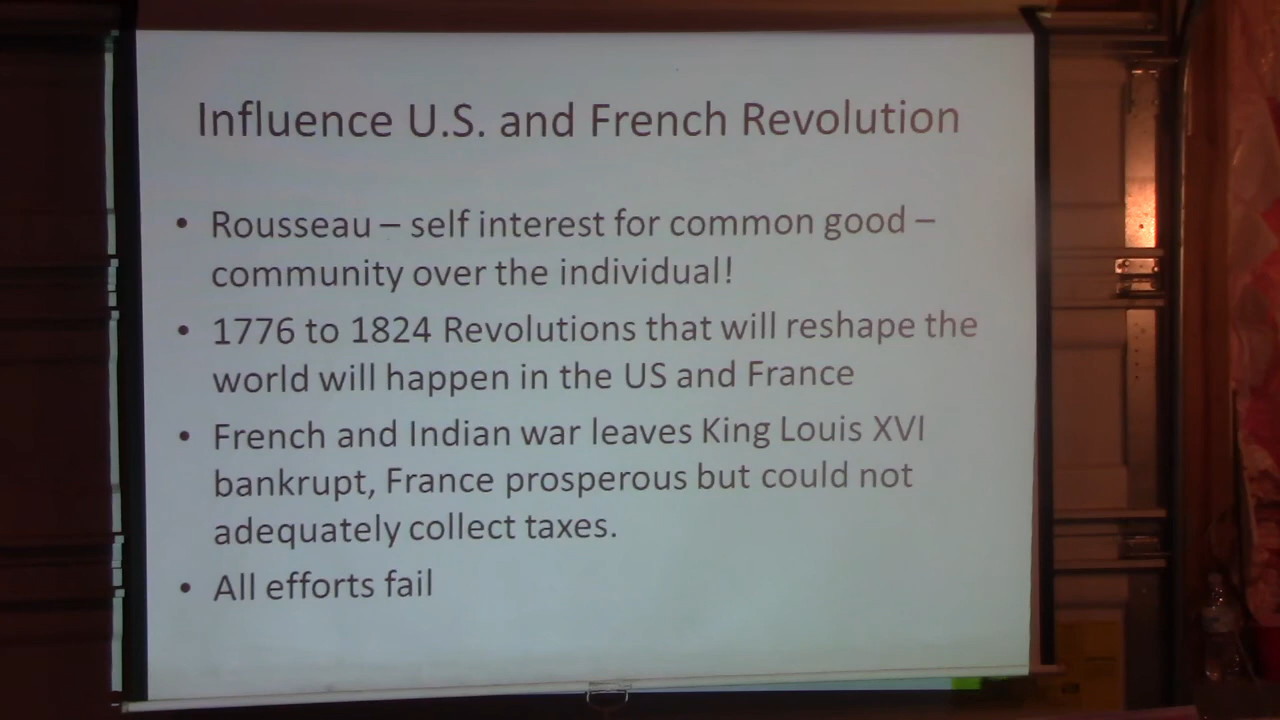 Influence U.S. and French Revolution
• Rousseau – self interest for common good –
community over the individual!
• 1776 to 1824 Revolutions that will reshape the
world will happen in the US and France
• French and Indian war leaves King Louis XVI
bankrupt, France prosperous but could not
adequately collect taxes.
• All efforts fail